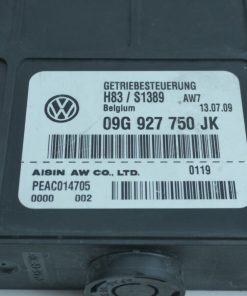 GETRIEBESTEUERUNG
H83 / S1389 AW7
Belgium 13.07.09
09G 927 750 JK
AISIN AW CO., LTD. 0119
PEAC014705
0000 002